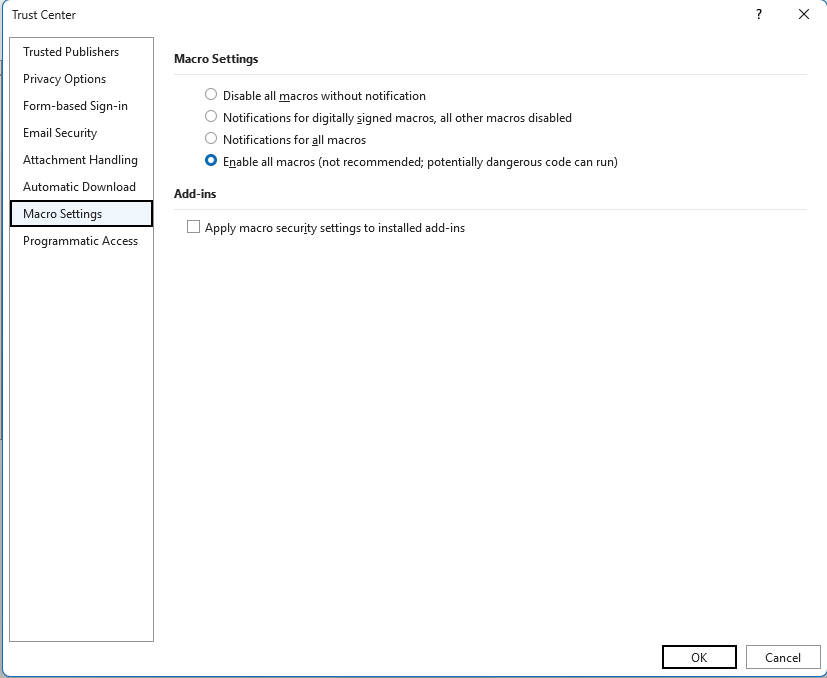 Trust Center
?
Trusted Publishers
Privacy Options
Form-based Sign-in
Email Security
Attachment Handling
Automatic Download
Macro Settings
Programmatic Access
Macro Settings
Disable all macros without notification
Notifications for digitally signed macros, all other macros disabled
Notifications for all macros
Enable all macros (not recommended; potentially dangerous code can run)
Add-ins
Apply macro security settings to installed add-ins
OK
Cancel